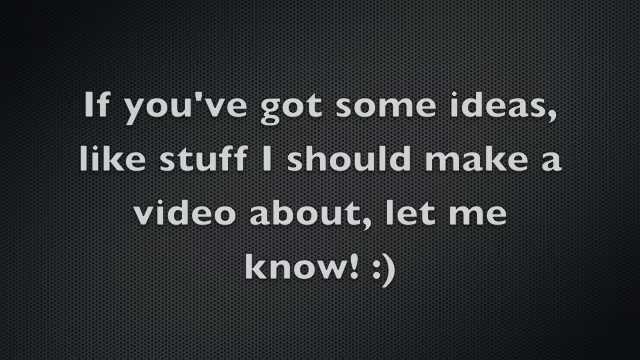 If you've got some ideas,
like stuff I should make a
video about, let me
know! :)